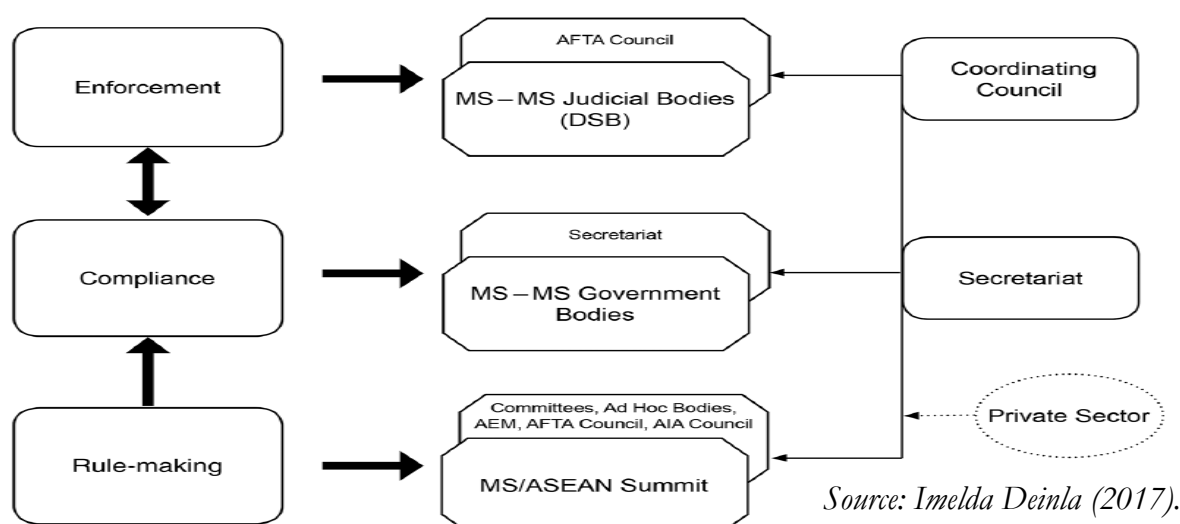 Enforcement
AFTA Council
MS – MS Judicial Bodies
(DSB)
Coordinating
Council
Compliance
Secretariat
MS – MS Government
Bodies
Secretariat
Rule-making
Committees, Ad Hoc Bodies,
AEM, AFTA Council, AIA Council
MS/ASEAN Summit
Private Sector
Source: Imelda Deinla (2017).